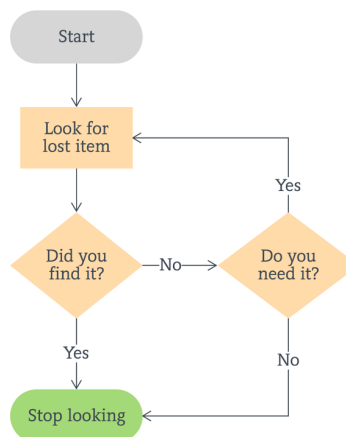 Start
Look for
lost item
Yes
Did you
find it?
No
Do you
need it?
Yes
No
Stop looking